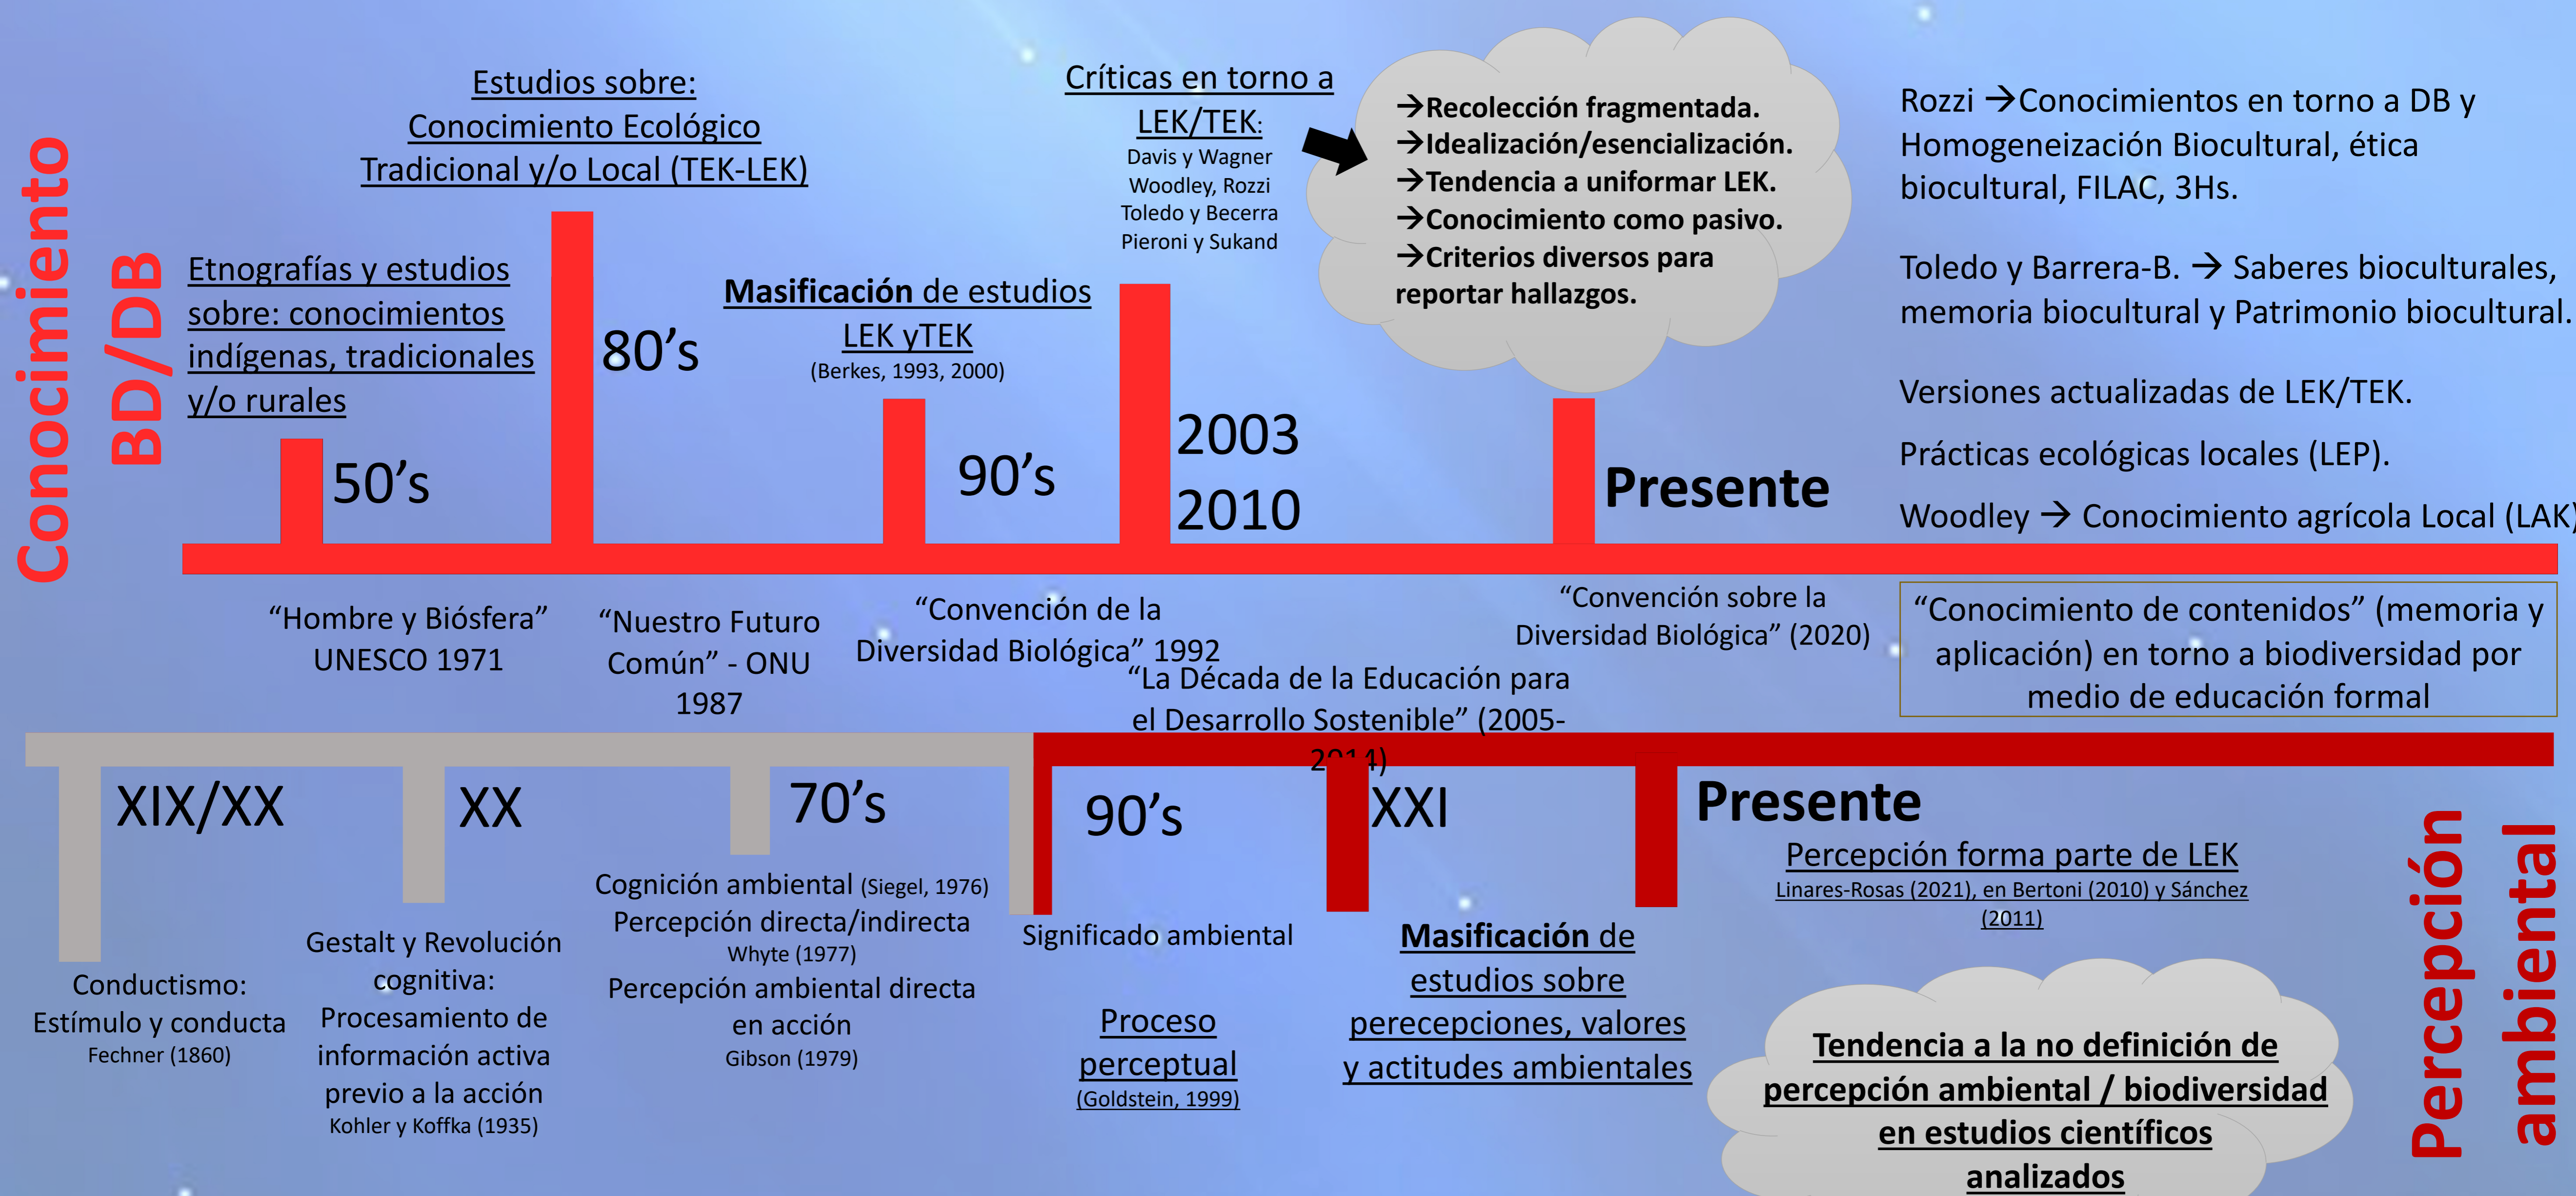 Conocimiento
BD/DB
Etnografías y estudios
sobre: conocimientos
indígenas, tradicionales
y/o rurales
50’s
Estudios sobre:
Conocimiento Ecológico
Tradicional y/o Local (TEK-LEK)
80’s
Masificación de estudios
LEK yTEK
(Berkes, 1993, 2000)
90’s
Críticas en torno a
LEK/TEK:
Davis y Wagner
Woodley, Rozzi
Toledo y Becerra
Pieroni y Sukand
2003
2010
→Recolección fragmentada.
→Idealización/esencialización.
→Tendencia a uniformar LEK.
→Conocimiento como pasivo.
→Criterios diversos para
reportar hallazgos.
Presente
Rozzi →Conocimientos en torno a DB y
Homogeneización Biocultural, ética
biocultural, FILAC, 3Hs.
Toledo y Barrera-B. → Saberes bioculturales,
memoria biocultural y Patrimonio biocultural.
Versiones actualizadas de LEK/TEK.
Prácticas ecológicas locales (LEP).
Woodley → Conocimiento agrícola Local (LAK)
“Hombre y Biósfera”
UNESCO 1971
“Nuestro Futuro
Común” - ONU
1987
“Convención de la
Diversidad Biológica” 1992
“La Década de la Educación para
el Desarrollo Sostenible” (2005-
2014)
“Convención sobre la
Diversidad Biológica” (2020)
“Conocimiento de contenidos” (memoria y
aplicación) en torno a biodiversidad por
medio de educación formal
XIX/XX
Conductismo:
Estímulo y conducta
Fechner (1860)
XX
Gestalt y Revolución
cognitiva:
Procesamiento de
información activa
previo a la acción
Kohler y Koffka (1935)
70’s
Cognición ambiental (Siegel, 1976)
Percepción directa/indirecta
Whyte (1977)
Percepción ambiental directa
en acción
Gibson (1979)
90’s
Significado ambiental
Proceso
perceptual
(Goldstein, 1999)
XXI
Masificación de
estudios sobre
perecepciones, valores
y actitudes ambientales
Presente
Percepción forma parte de LEK
Linares-Rosas (2021), en Bertoni (2010) y Sánchez
(2011)
Tendencia a la no definición de
percepción ambiental / biodiversidad
en estudios científicos
analizados
Percepción
ambiental